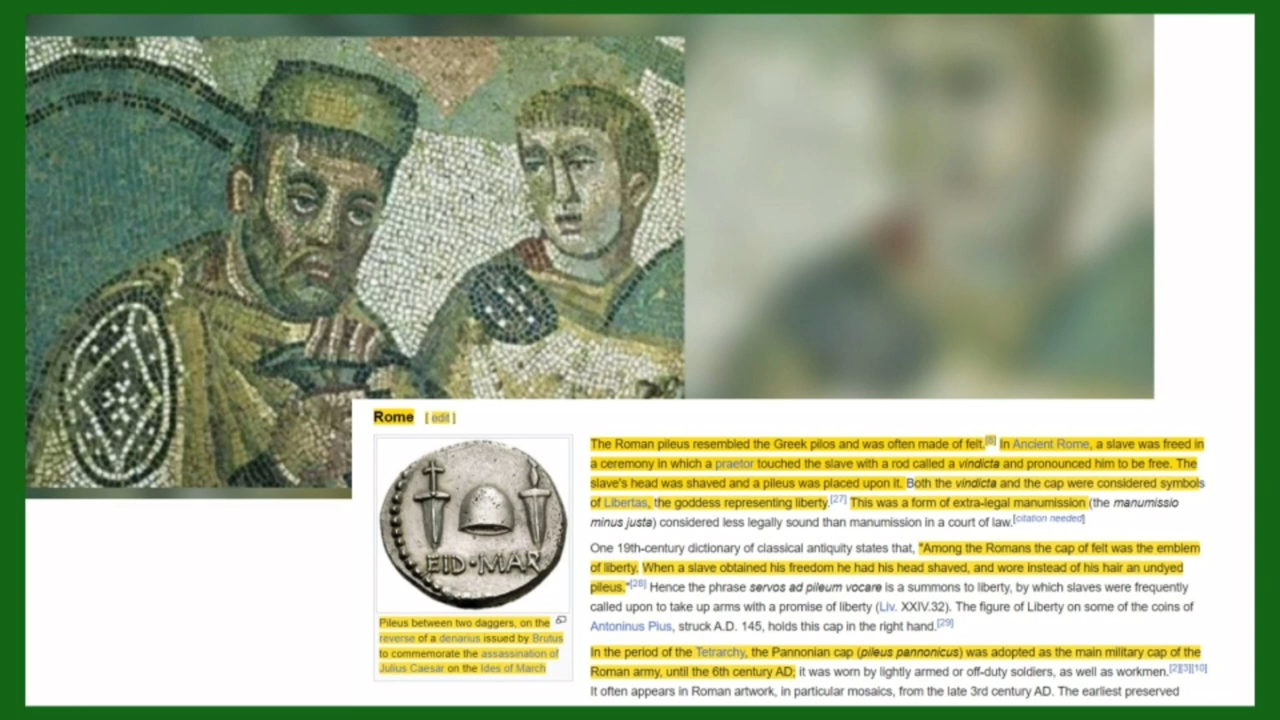 Rome [ edit ]
EID·MAR
Pileus between two daggers, on the
reverse of a denarius issued by Brutus
to commemorate the assassination of
Julius Caesar on the Ides of March
The Roman pileus resembled the Greek pilos and was often made of felt.[6] In Ancient Rome, a slave was freed in
a ceremony in which a praetor touched the slave with a rod called a vindicta and pronounced him to be free. The
slave's head was shaved and a pileus was placed upon it. Both the vindicta and the cap were considered symbols
of Libertas, the goddess representing liberty.[27] This was a form of extra-legal manumission (the manumissio
minus justa) considered less legally sound than manumission in a court of law.[citation needed]
One 19th-century dictionary of classical antiquity states that, "Among the Romans the cap of felt was the emblem
of liberty. When a slave obtained his freedom he had his head shaved, and wore instead of his hair an undyed
pileus."[28] Hence the phrase servos ad pileum vocare is a summons to liberty, by which slaves were frequently
called upon to take up arms with a promise of liberty (Liv. XXIV.32). The figure of Liberty on some of the coins of
Antoninus Pius, struck A.D. 145, holds this cap in the right hand.[29]
In the period of the Tetrarchy, the Pannonian cap (pileus pannonicus) was adopted as the main military cap of the
Roman army, until the 6th century AD; it was worn by lightly armed or off-duty soldiers, as well as workmen.[2][3][10]
It often appears in Roman artwork, in particular mosaics, from the late 3rd century AD. The earliest preserved